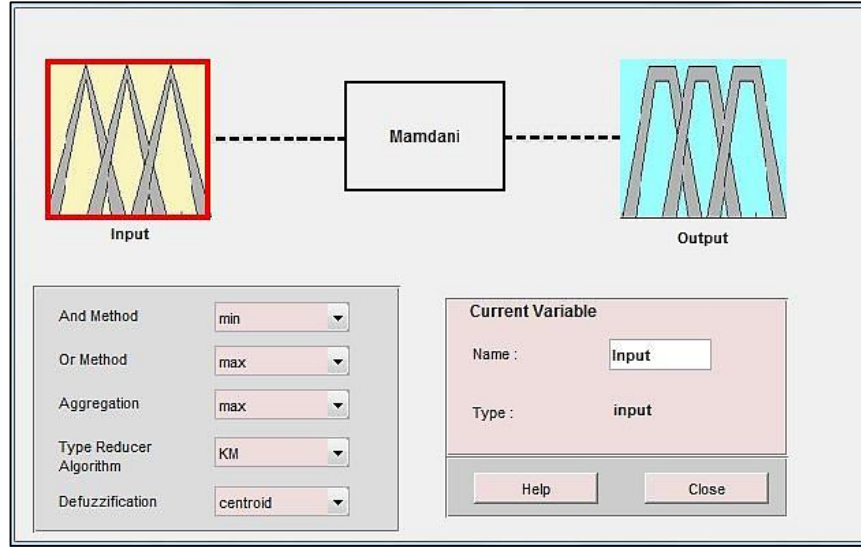 Mamdani
Input
Output
And Method
min
Or Method
max
Aggregation
max
Type Reducer
Algorithm
KM
Defuzzification
centroid
Current Variable
Name :
Input
Type :
input
Help
Close